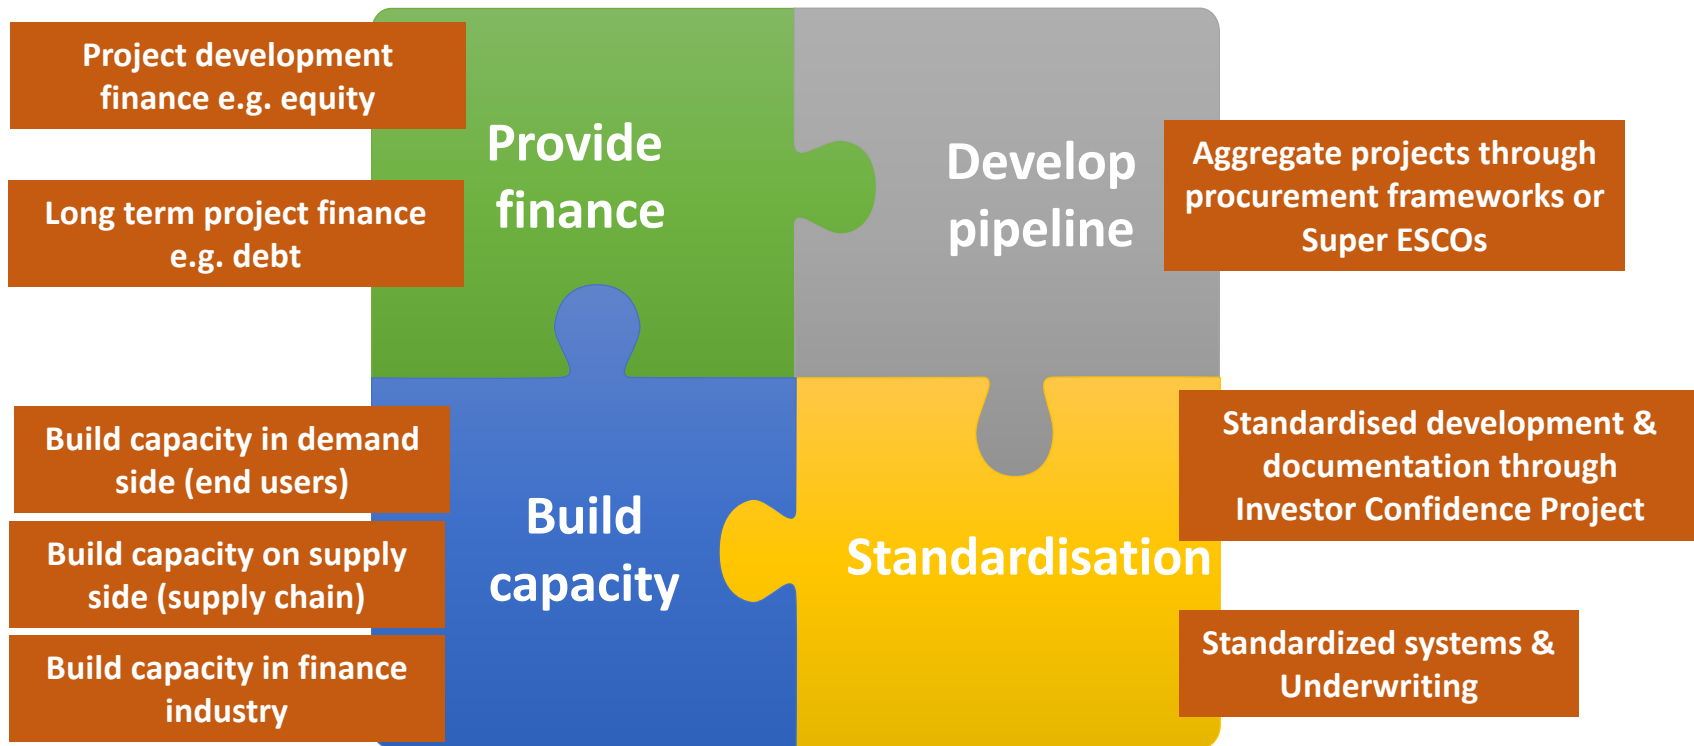 Project development
finance e.g. equity
Long term project finance
e.g. debt
Provide
finance
Develop
pipeline
Aggregate projects through
procurement frameworks or
Super ESCOs
Build capacity in demand
side (end users)
Build capacity on supply
side (supply chain)
Build capacity in finance
industry
Build
capacity
Standardisation
Standardised development &
documentation through
Investor Confidence Project
Standardized systems &
Underwriting